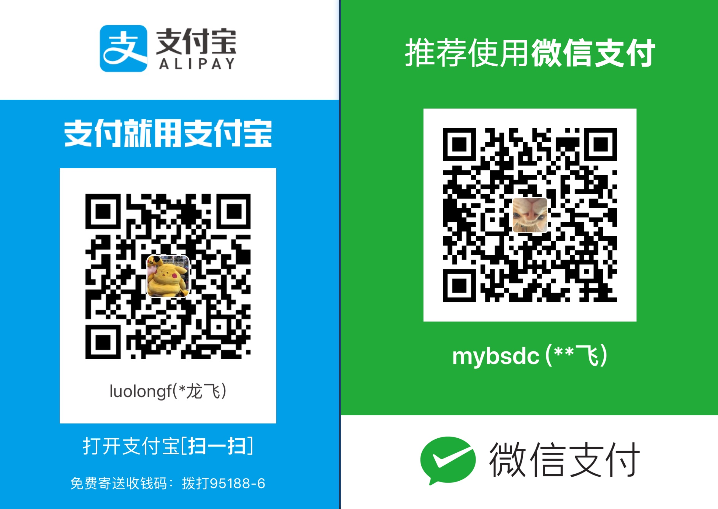 支付宝
ALIPAY
支付就用支付宝
luolongf(*龙飞)
打开支付宝[扫一扫]
免费寄送收钱码：拨打95188-6
推荐使用微信支付
mybsdc (**飞)
微信支付